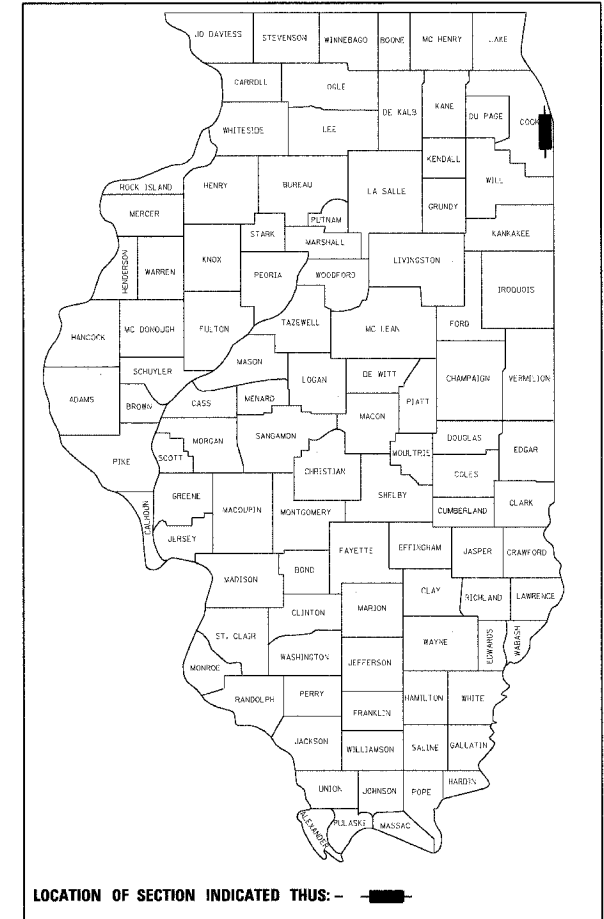 JO DAVIESS STEVENSON WINNEBAGO BOONE MC HENRY LAKE
CARROLL OGLE DE KALB KANE DU PAGE COOK
WHITESIDE LEE
KENDALL WILL
ROCK ISLAND HENRY BUREAU LA SALLE GRUNDY
MERCER PUTNAM KANKAKEE
STARK MARSHALL
HENDERSON WARREN KNOX PEORIA WOODFORD LIVINGSTON IROQUOIS
HANCOCK MC DONOUGH FULTON TAZEWELL MC LEAN FORD
SCHUYLER MASON DE WITT
ADAMS BROWN CASS MENARD LOGAN PIATT CHAMPAIGN VERMILION
MORGAN SANGAMON MACON DOUGLAS
PIKE SCOTT CHRISTIAN MOULTRIE COLES EDGAR
GREENE SHELBY
CALHOUN MACOUPIN MONTGOMERY CUMBERLAND CLARK
JERSEY
FAYETTE EFFINGHAM JASPER CRAWFORD
MADISON BOND
CLINTON MARION CLAY RICHLAND LAWRENCE
ST. CLAIR WAYNE EDWARDS WABASH
MONROE WASHINGTON JEFFERSON
RANDOLPH PERRY HAMILTON WHITE
FRANKLIN
JACKSON WILLIAMSON SALINE GALLATIN
HARDIN
UNION JOHNSON POPE
ALEXANDER PULASKI MASSAC
LOCATION OF SECTION INDICATED THUS: -